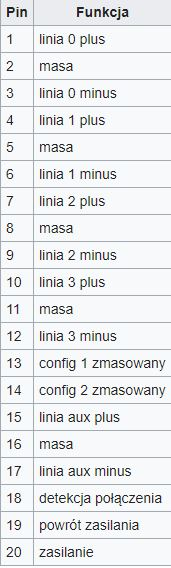 Pin Funkcja
1 linia 0 plus
2 masa
3 linia 0 minus
4 linia 1 plus
5 masa
6 linia 1 minus
7 linia 2 plus
8 masa
9 linia 2 minus
10 linia 3 plus
11 masa
12 linia 3 minus
13 config 1 zmasowany
14 config 2 zmasowany
15 linia aux plus
16 masa
17 linia aux minus
18 detekcja połączenia
19 powrót zasilania
20 zasilanie